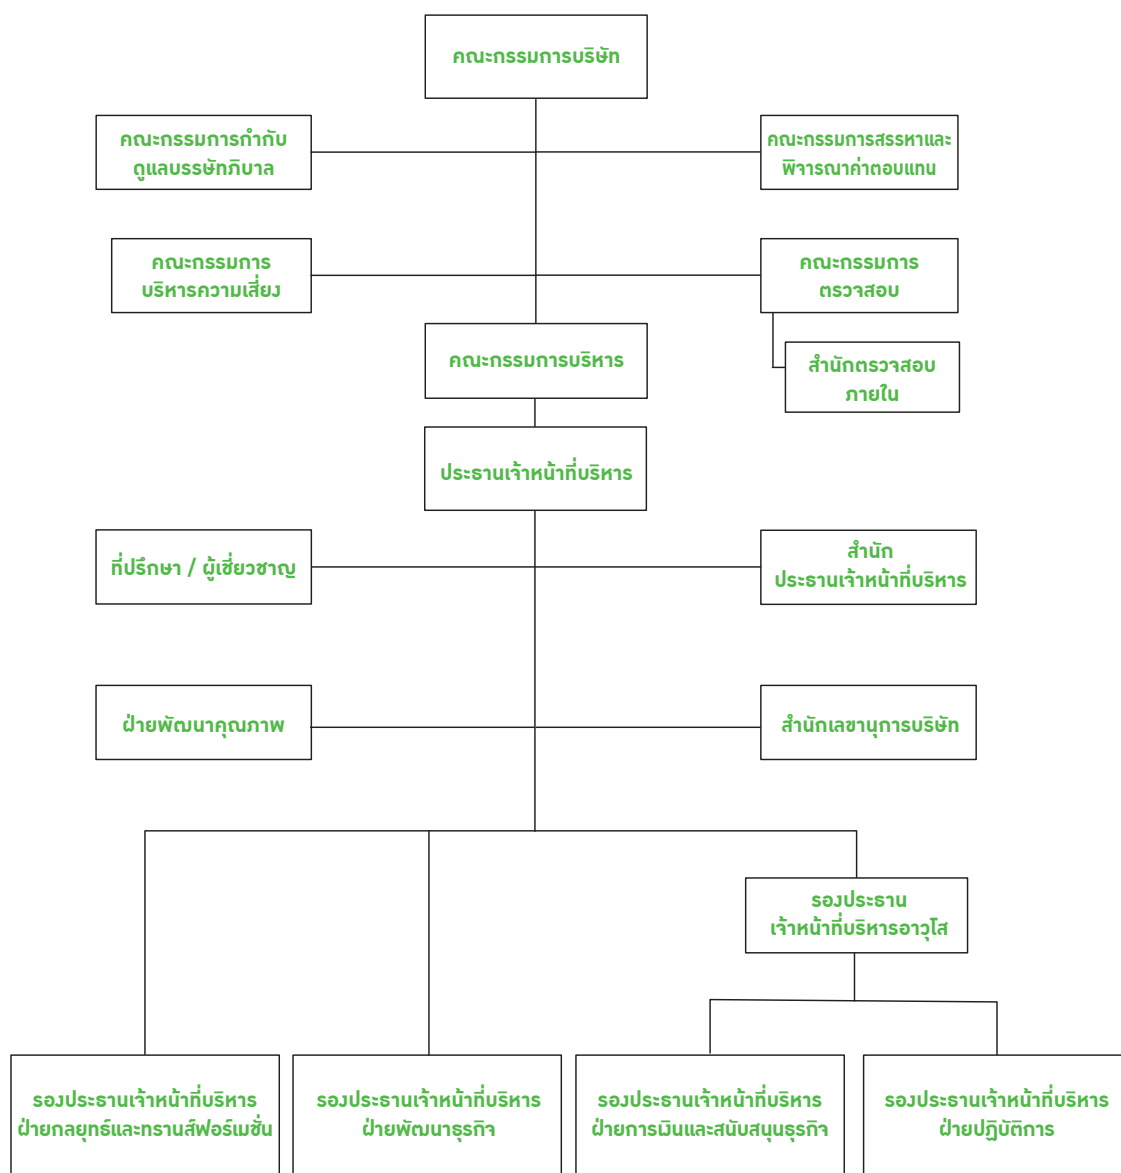 คณะกรรมการบริษัท
คณะกรรมการกำกับ
ดูแลบรรษัทภิบาล
คณะกรรมการสรรหาและ
พิจารณาค่าตอบแทน
คณะกรรมการ
บริหารความเสี่ยง
คณะกรรมการ
ตรวจสอบ
คณะกรรมการบริหาร
สำนักตรวจสอบ
ภายใน
ประธานเจ้าหน้าที่บริหาร
ที่ปรึกษา / ผู้เชี่ยวชาญ
สำนัก
ประธานเจ้าหน้าที่บริหาร
ฝ่ายพัฒนาคุณภาพ
สำนักเลขานุการบริษัท
รองประธาน
เจ้าหน้าที่บริหารอาวุโส
รองประธานเจ้าหน้าที่บริหาร
ฝ่ายกลยุทธ์และทรานส์ฟอร์เมชั่น
รองประธานเจ้าหน้าที่บริหาร
ฝ่ายพัฒนาธุรกิจ
รองประธานเจ้าหน้าที่บริหาร
ฝ่ายการเงินและสนับสนุนธุรกิจ
รองประธานเจ้าหน้าที่บริหาร
ฝ่ายปฏิบัติการ